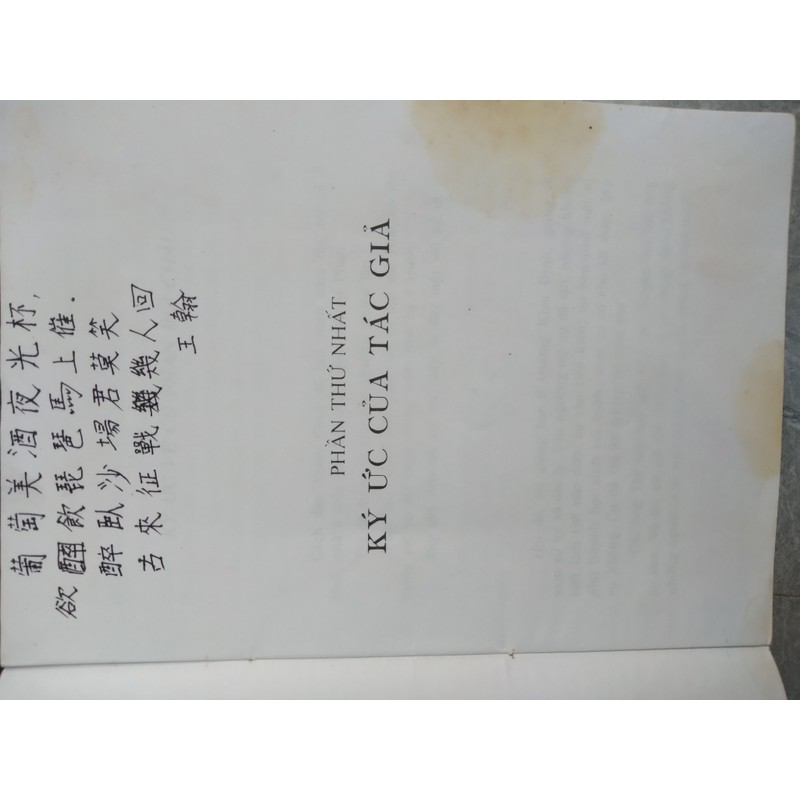 葡萄美酒夜光杯,
欲飲琵琶馬上催.
醉臥沙場君莫笑
古來征戰幾人回
王翰
PHẦN THỨ NHẤT
KÝ ỨC CỦA TÁC GIẢ